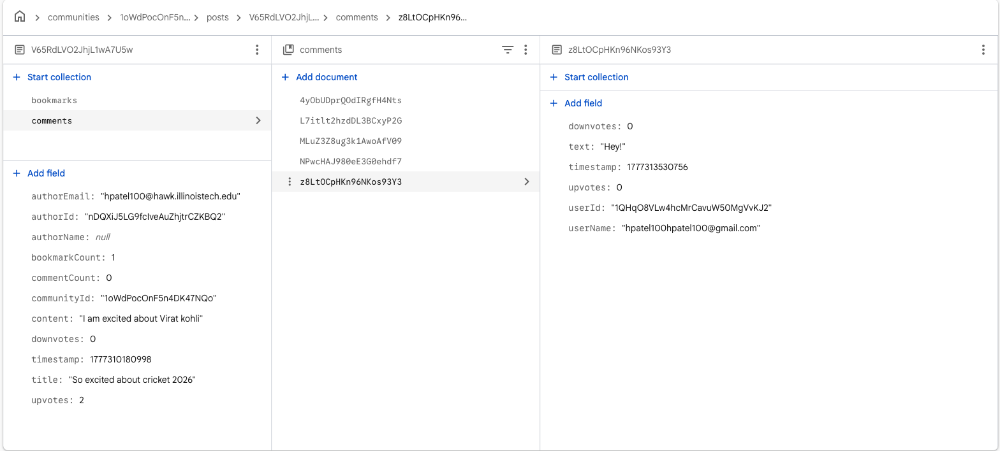 communities
1oWdPocOnF5n...
posts
V65RdLVO2JhjL...
comments
z8LtOCpHKn96...
V65RdLVO2JhjL1wA7U5w
Start collection
bookmarks
comments
Add field
authorEmail: "hpatel100@hawk.illinoistech.edu"
authorId: "nDQXiJ5LG9fcIveAuZhjtrCZKBQ2"
authorName: null
bookmarkCount: 1
commentCount: 0
communityId: "1oWdPocOnF5n4DK47NQo"
content: "I am excited about Virat kohli"
downvotes: 0
timestamp: 1777310180998
title: "So excited about cricket 2026"
upvotes: 2
comments
Add document
4yObUDprQOdIRgfH4Nts
L7itlt2hzdDL3BCxyP2G
MLuZ3Z8ug3k1AwoAfV09
NPwcHAJ980eE3G0ehdf7
z8LtOCpHKn96NKos93Y3
z8LtOCpHKn96NKos93Y3
Start collection
Add field
downvotes: 0
text: "Hey!"
timestamp: 1777313530756
upvotes: 0
userId: "1QHqO8VLw4hcMrCavuW50MgVvKJ2"
userName: "hpatel100hpatel100@gmail.com"